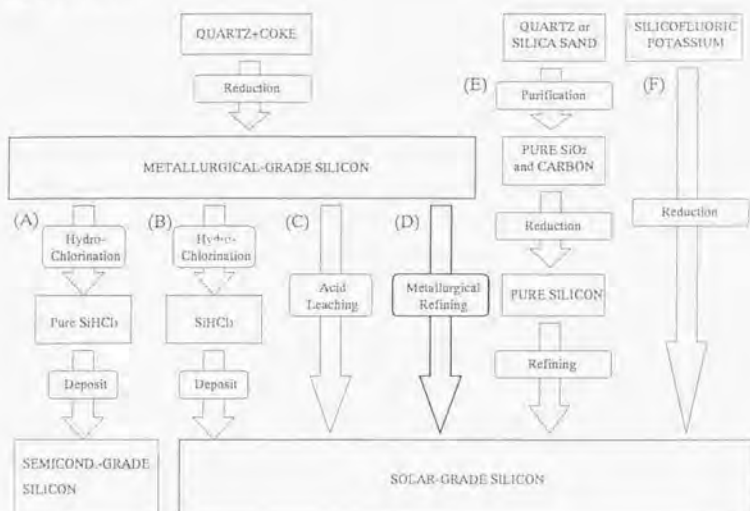 QUARTZ+COKE
Reduction
METALLURGICAL-GRADE SILICON
(A)
Hydro-
Chlorination
Pure SiHCl3
Deposit
SEMICOND.-GRADE
SILICON
(B)
Hydro-
Chlorination
SiHCl3
Deposit
(C)
Acid
Leaching
(D)
Metallurgical
Refining
QUARTZ or
SILICA SAND
(E)
Purification
PURE SiO2
and CARBON
Reduction
PURE SILICON
Refining
SILICOFLUORIC
POTASSIUM
(F)
Reduction
SOLAR-GRADE SILICON